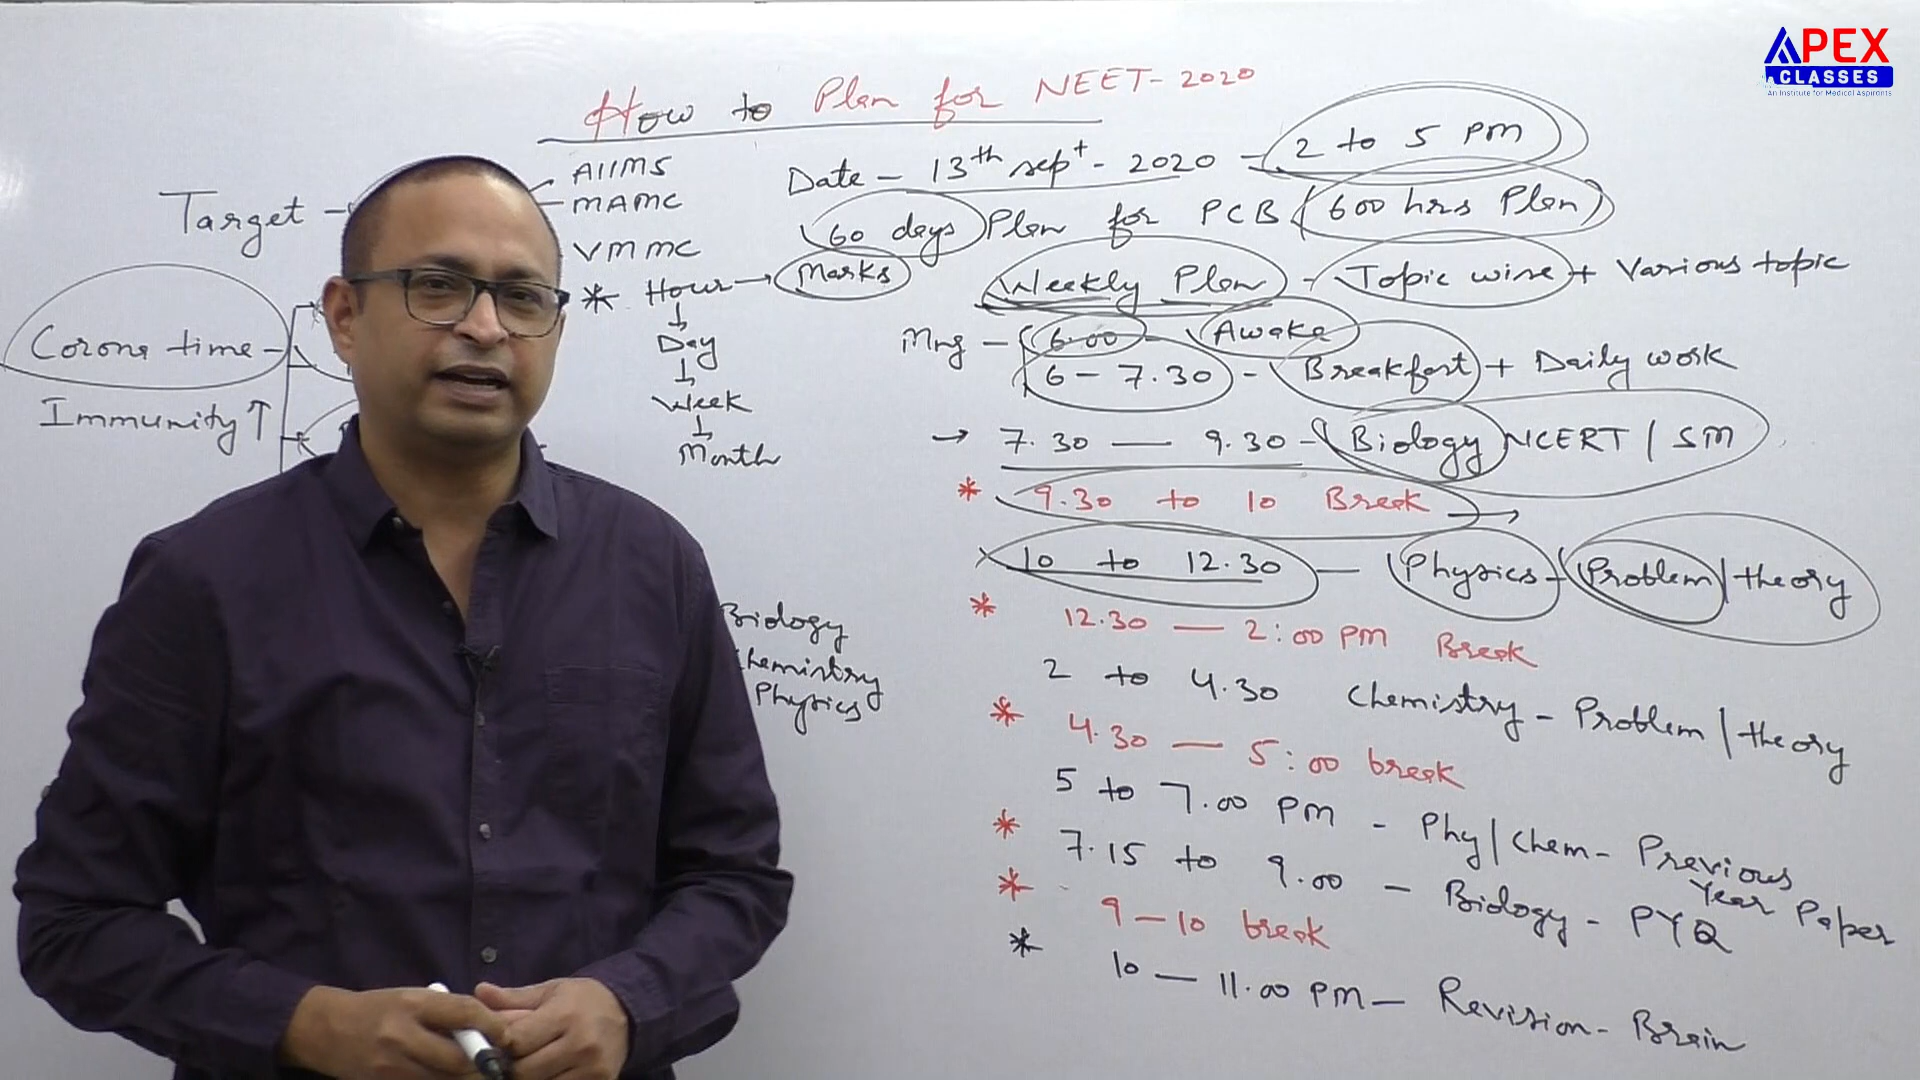 APEX
CLASSES
An Institute for Medical Aspirants
How to Plan for NEET-2020
Target -
AIIMS
MAMC
VMMC
* Hour → Marks
Day
Week
Month
Corona time -
Immunity ↑
Biology
Chemistry
Physics
Date - 13th sept - 2020 - 2 to 5 PM
60 days Plan for PCB (600 hrs Plan)
Weekly Plan - Topic wise + Various topic
Mrg - 6.00 - Awake
6 - 7.30 - Breakfast + Daily work
→ 7.30 — 9.30 - Biology NCERT / SM
* 9.30 to 10 Break →
10 to 12.30 — Physics - Problem / theory
* 12.30 — 2:00 PM Break
2 to 4.30 Chemistry - Problem / theory
* 4.30 — 5:00 break
5 to 7.00 PM - Phy / Chem - Previous Year Paper
* 7.15 to 9.00 - Biology - PYQ
* 9 - 10 break
* 10 — 11.00 PM - Revision - Brain